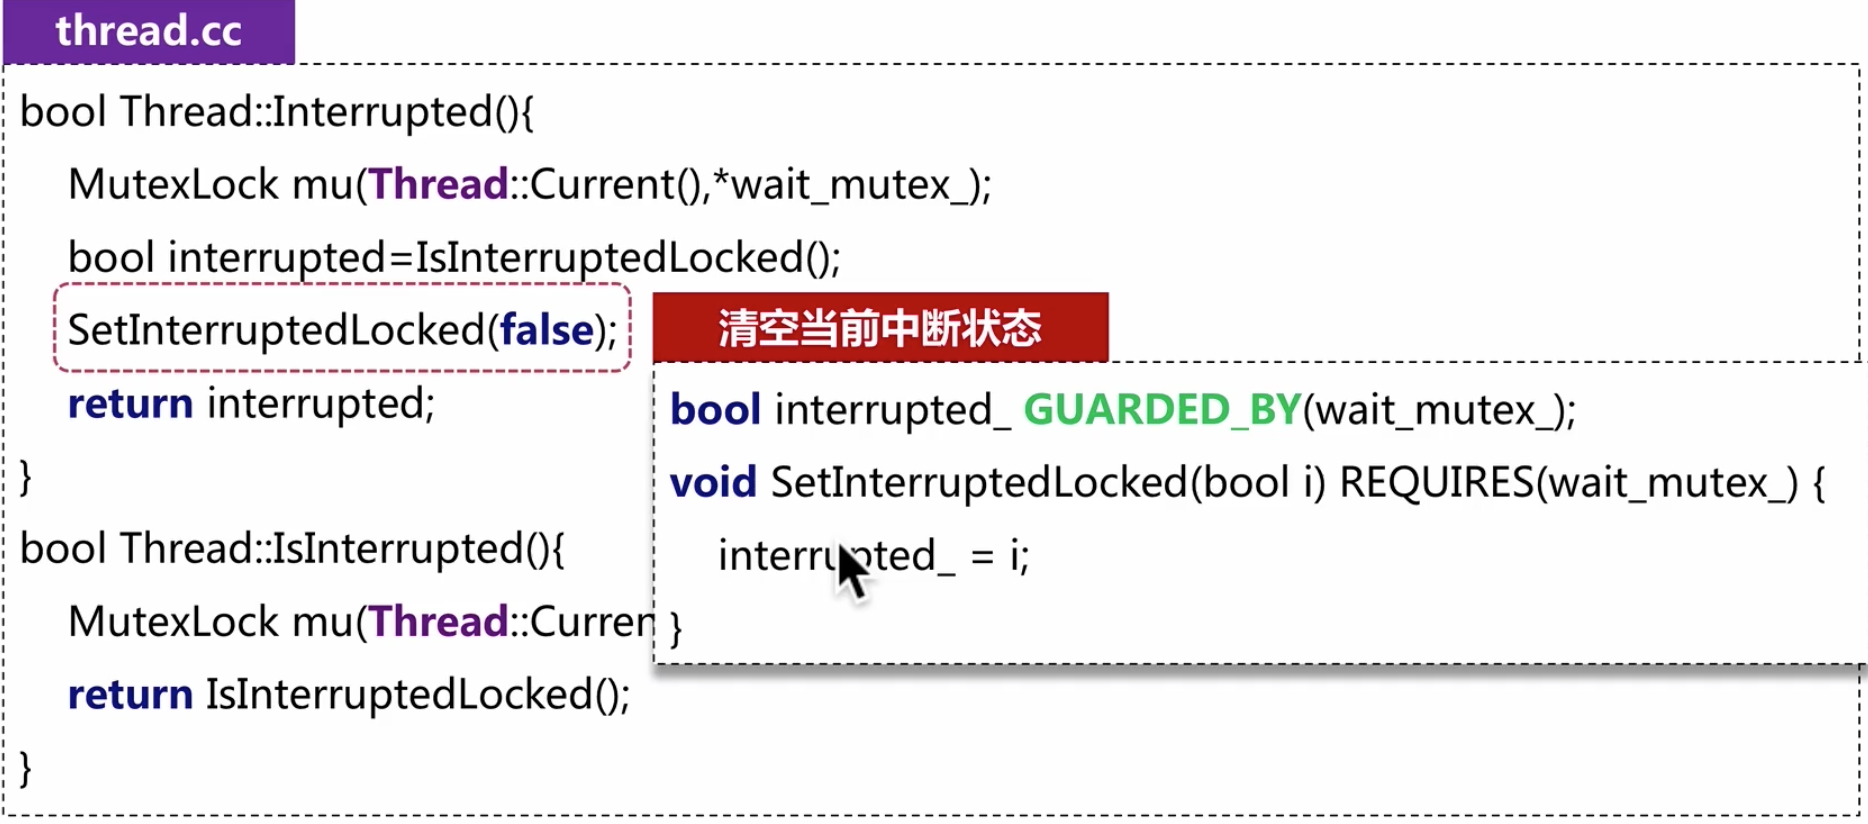 thread.cc
bool Thread::Interrupted(){
MutexLock mu(Thread::Current(),*wait_mutex_);
bool interrupted=IsInterruptedLocked();
SetInterruptedLocked(false);
return interrupted;
}
bool Thread::IsInterrupted(){
MutexLock mu(Thread::Curren
return IsInterruptedLocked();
}
清空当前中断状态
bool interrupted_ GUARDED_BY(wait_mutex_);
void SetInterruptedLocked(bool i) REQUIRES(wait_mutex_) {
interrupted_ = i;
}